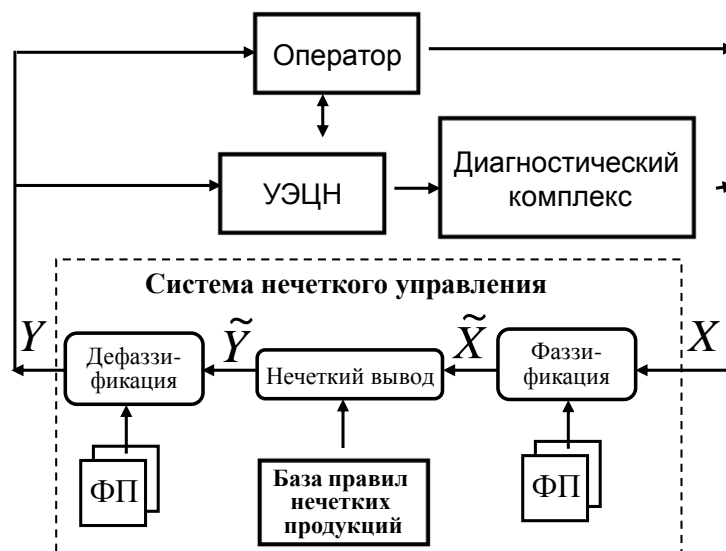 Оператор
УЭЦН
Диагностический
комплекс
Система нечеткого управления
Y
Ỹ
X̃
X
Дефаззи-
фикация
Нечеткий вывод
Фаззи-
фикация
ФП
База правил
нечетких
продукций
ФП